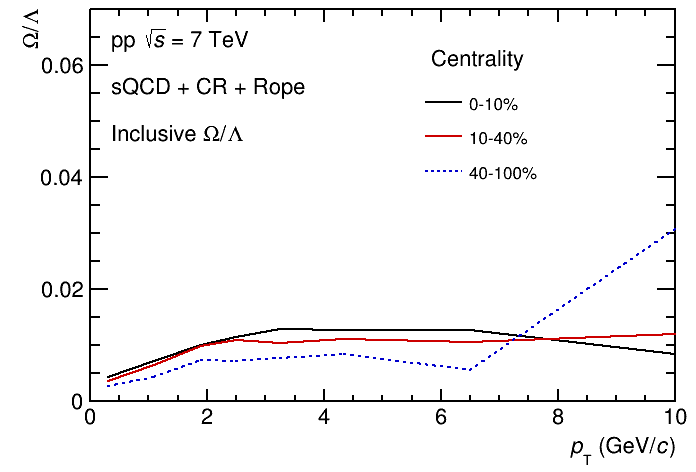 Ω/Λ
pp √s = 7 TeV
sQCD + CR + Rope
Inclusive Ω/Λ
Centrality
0-10%
10-40%
40-100%
0.06
0.04
0.02
0
0 2 4 6 8 10
p_T (GeV/c)